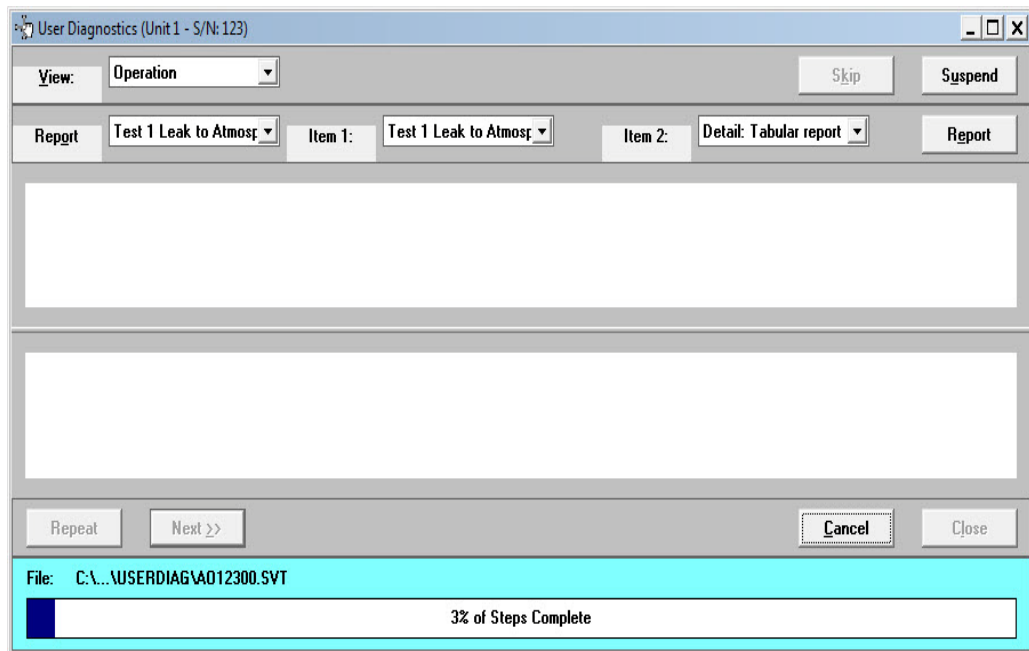 User Diagnostics (Unit 1 - S/N: 123)
View: Operation Skip Suspend
Report Test 1 Leak to Atmosp Item 1: Test 1 Leak to Atmosp Item 2: Detail: Tabular report Report
Repeat Next >> Cancel Close
File: C:\...\USERDIAG\A012300.SVT
3% of Steps Complete